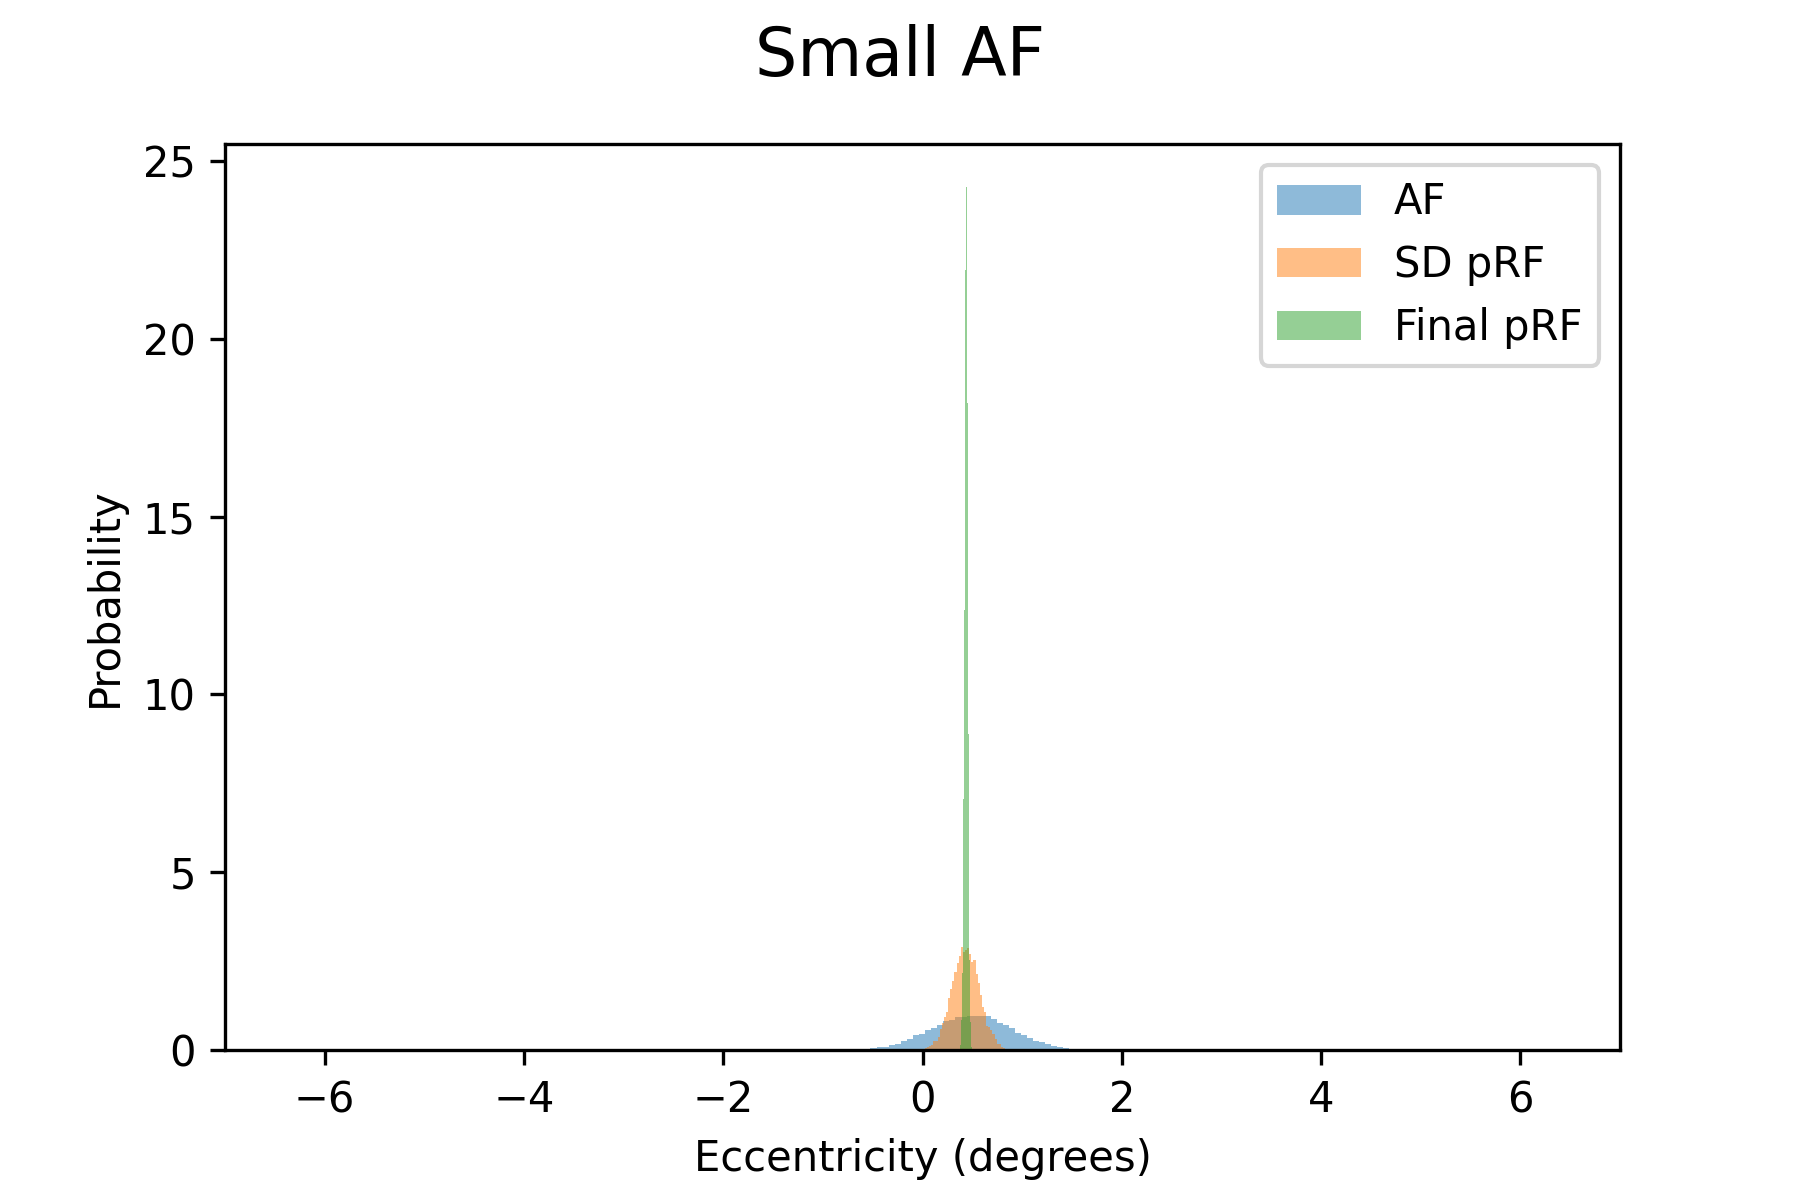 Small AF
25
20
15
10
5
0
Probability
−6 −4 −2 0 2 4 6
Eccentricity (degrees)
AF
SD pRF
Final pRF